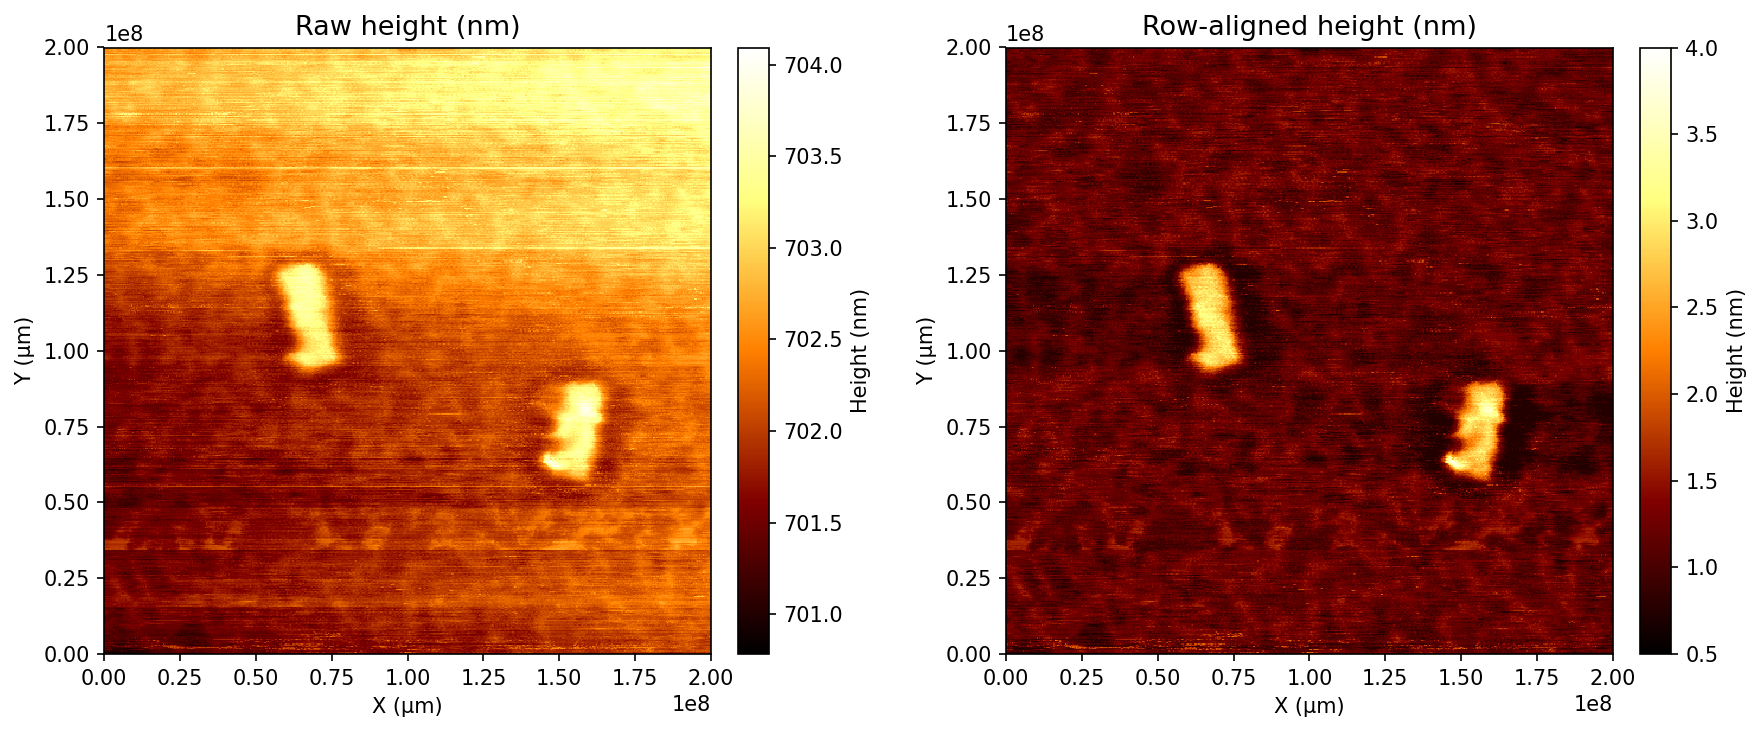 Raw height (nm)
1e8
2.00
1.75
1.50
1.25
1.00
0.75
0.50
0.25
0.00
Y (μm)
0.00 0.25 0.50 0.75 1.00 1.25 1.50 1.75 2.00
X (μm)
1e8
704.0
703.5
703.0
702.5
702.0
701.5
701.0
Height (nm)
Row-aligned height (nm)
1e8
2.00
1.75
1.50
1.25
1.00
0.75
0.50
0.25
0.00
Y (μm)
0.00 0.25 0.50 0.75 1.00 1.25 1.50 1.75 2.00
X (μm)
1e8
4.0
3.5
3.0
2.5
2.0
1.5
1.0
0.5
Height (nm)